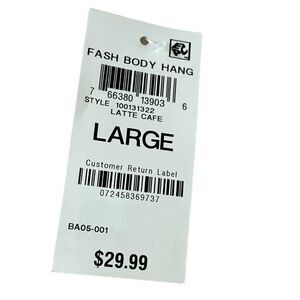 FASH BODY HANG
7 66380 13903 6
STYLE 100131322
LATTE CAFE
LARGE
Customer Return Label
072458369737
BA05-001
$29.99